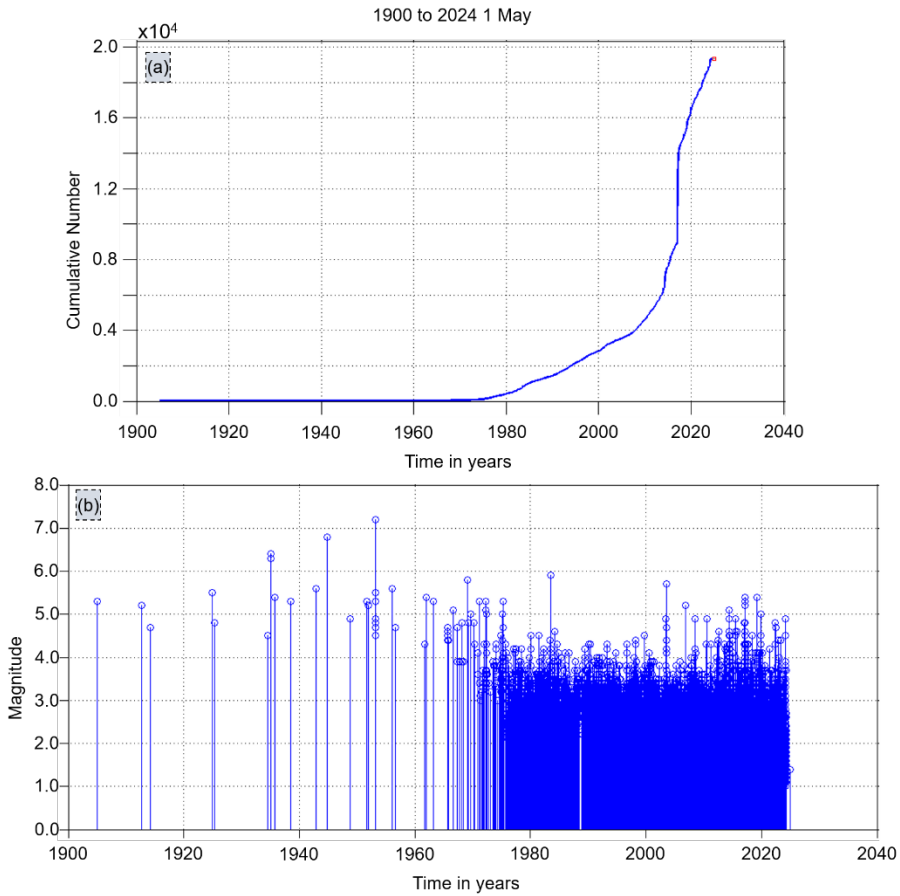 1900 to 2024 1 May
x10⁴
(a)
2.0
1.6
1.2
0.8
0.4
0.0
Cumulative Number
1900 1920 1940 1960 1980 2000 2020 2040
Time in years
(b)
8.0
7.0
6.0
5.0
4.0
3.0
2.0
1.0
0.0
Magnitude
1900 1920 1940 1960 1980 2000 2020 2040
Time in years